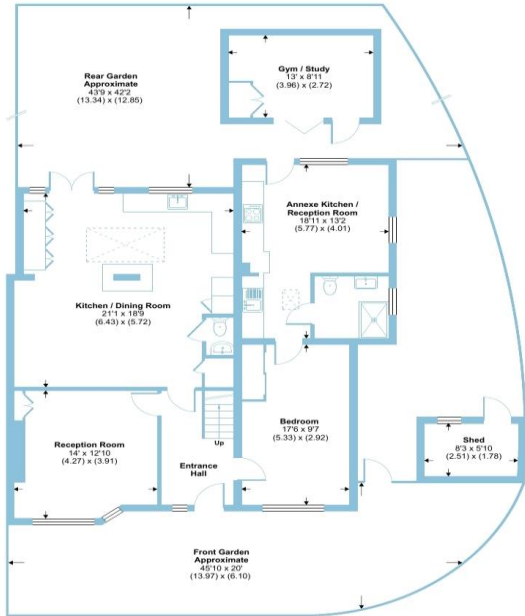 Rear Garden
Approximate
43'9 x 42'2
(13.34) x (12.85)
Gym / Study
13' x 8'11
(3.96) x (2.72)
Annexe Kitchen /
Reception Room
18'11 x 13'2
(5.77) x (4.01)
Kitchen / Dining Room
21'1 x 18'9
(6.43) x (5.72)
Reception Room
14' x 12'10
(4.27) x (3.91)
Up
Entrance
Hall
Bedroom
17'6 x 9'7
(5.33) x (2.92)
Shed
8'3 x 5'10
(2.51) x (1.78)
Front Garden
Approximate
45'10 x 20'
(13.97) x (6.10)